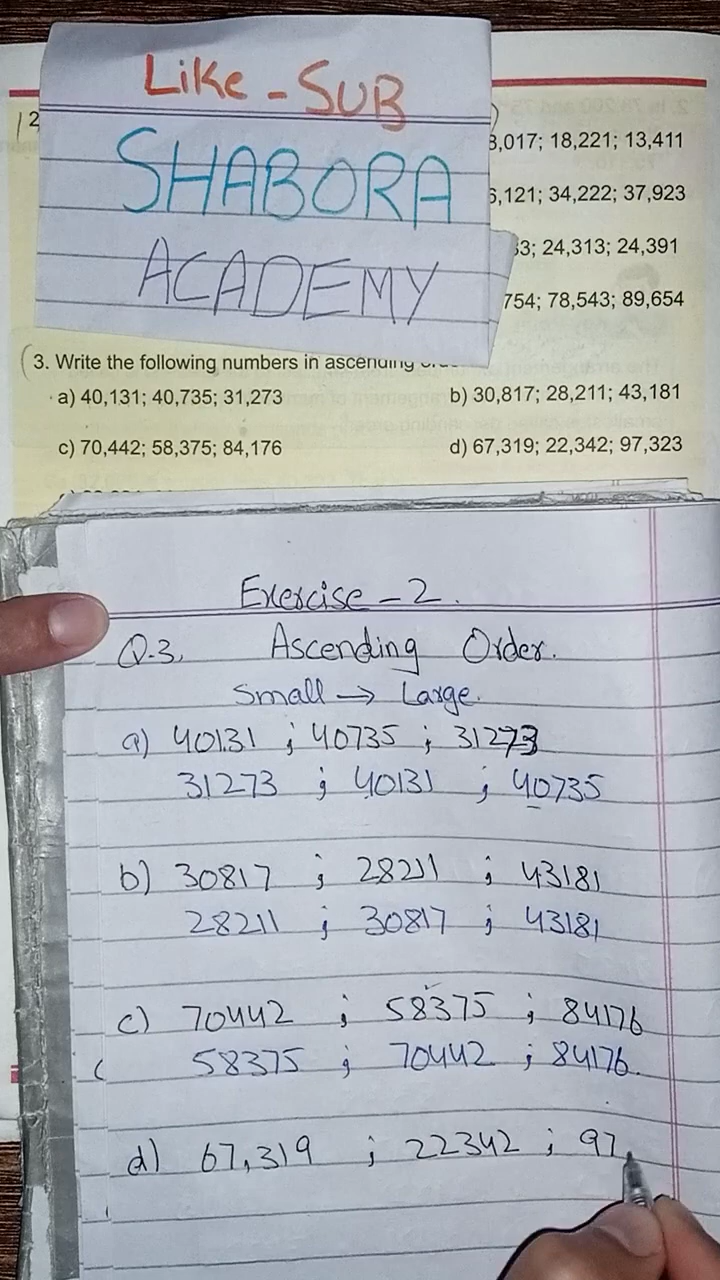 Like - SUB
SHABORA
ACADEMY
2
3,017; 18,221; 13,411
5,121; 34,222; 37,923
33; 24,313; 24,391
754; 78,543; 89,654
3. Write the following numbers in ascending
a) 40,131; 40,735; 31,273
b) 30,817; 28,211; 43,181
c) 70,442; 58,375; 84,176
d) 67,319; 22,342; 97,323
Exercise - 2.
Q.3, Ascending Order.
Small → Large.
a) 40131 ; 40735 ; 31273
31273 ; 40131 ; 40735
b) 30817 ; 28211 ; 43181
28211 ; 30817 ; 43181
c) 70442 ; 58375 ; 84176
58375 ; 70442 ; 84176.
d) 67,319 ; 22342 ; 97